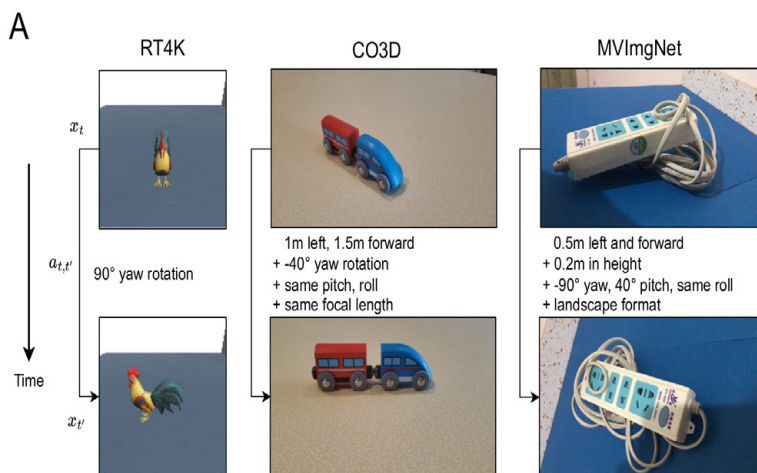 A
RT4K
CO3D
MVImgNet
x_t
a_{t,t'}
90° yaw rotation
1m left, 1.5m forward
+ -40° yaw rotation
+ same pitch, roll
+ same focal length
0.5m left and forward
+ 0.2m in height
+ -90° yaw, 40° pitch, same roll
+ landscape format
Time
x_{t'}